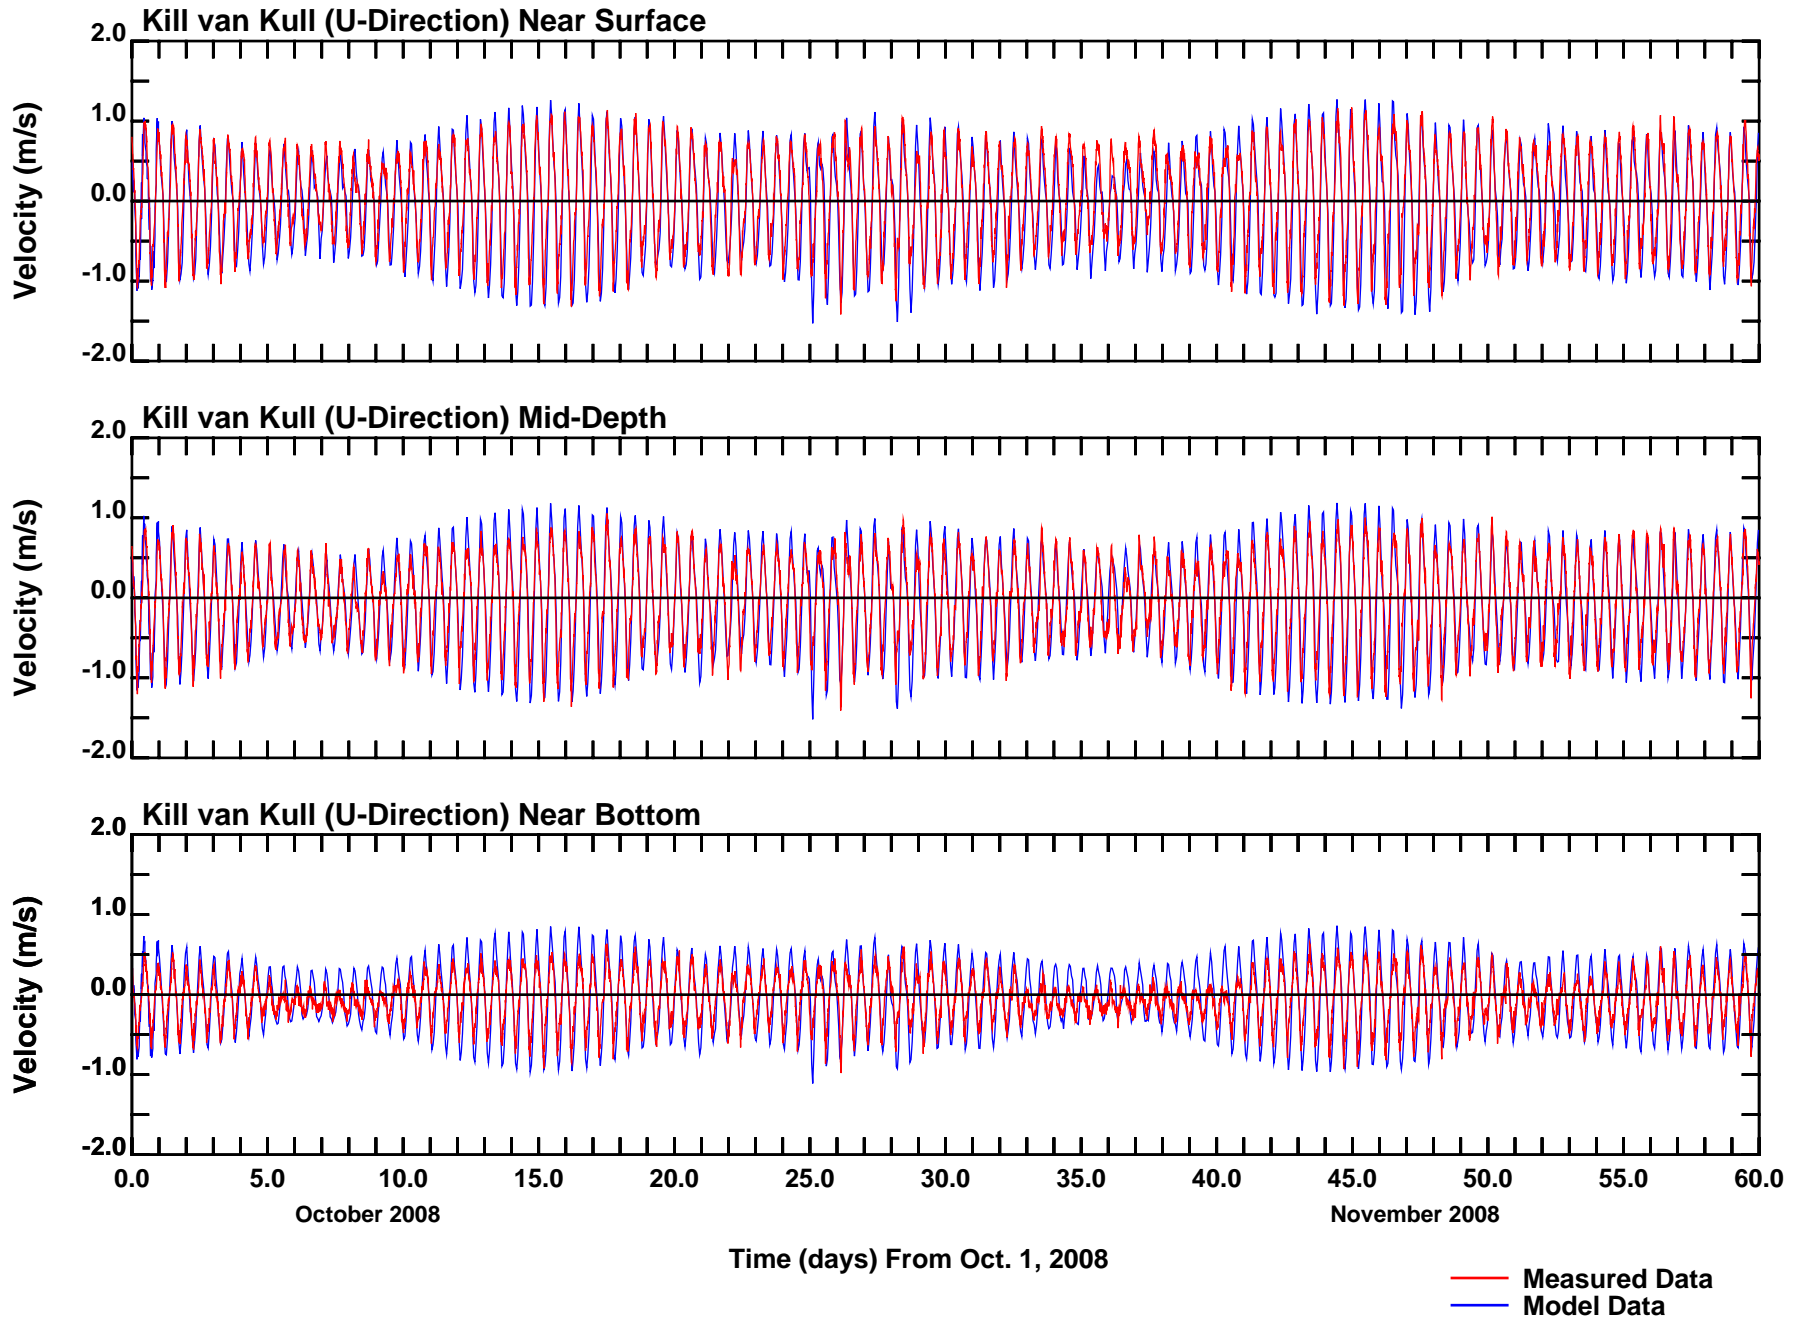 Kill van Kull (U-Direction) Near Surface
2.0
1.0
0.0
-1.0
-2.0
Velocity (m/s)
Kill van Kull (U-Direction) Mid-Depth
2.0
1.0
0.0
-1.0
-2.0
Velocity (m/s)
Kill van Kull (U-Direction) Near Bottom
2.0
1.0
0.0
-1.0
-2.0
Velocity (m/s)
0.0 5.0 10.0 15.0 20.0 25.0 30.0 35.0 40.0 45.0 50.0 55.0 60.0
October 2008 November 2008
Time (days) From Oct. 1, 2008
Measured Data
Model Data